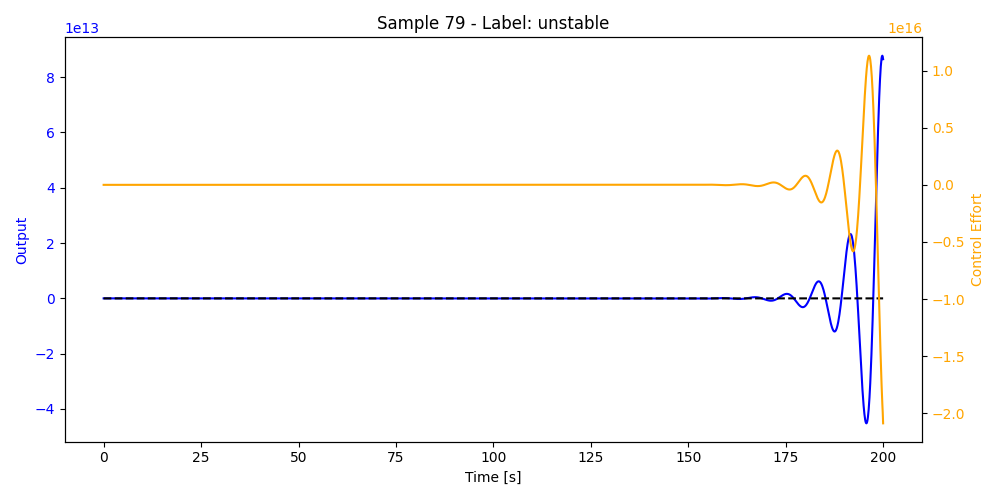 Sample 79 - Label: unstable
1e13
1e16
8
6
4
2
0
−2
−4
Output
1.0
0.5
0.0
−0.5
−1.0
−1.5
−2.0
Control Effort
0 25 50 75 100 125 150 175 200
Time [s]